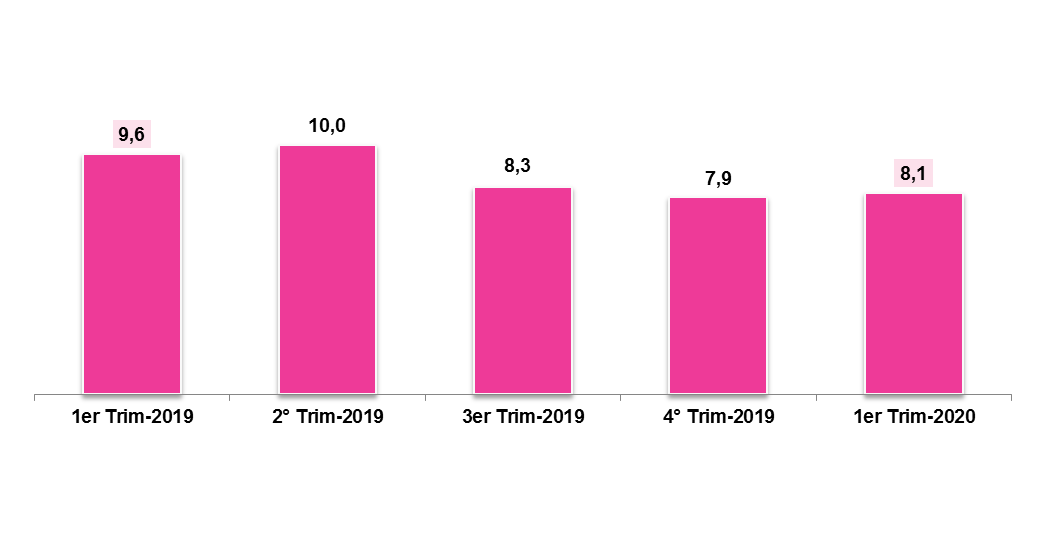 9,6
10,0
8,3
7,9
8,1
1er Trim-2019
2° Trim-2019
3er Trim-2019
4° Trim-2019
1er Trim-2020